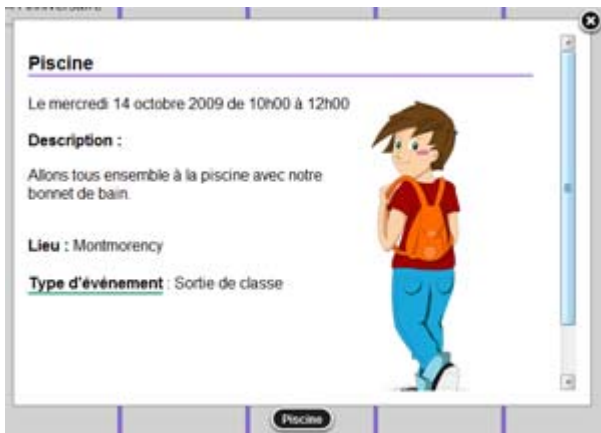 Anniversaire
Piscine
Le mercredi 14 octobre 2009 de 10h00 à 12h00
Description :
Allons tous ensemble à la piscine avec notre
bonnet de bain.
Lieu : Montmorency
Type d'événement : Sortie de classe
Piscine